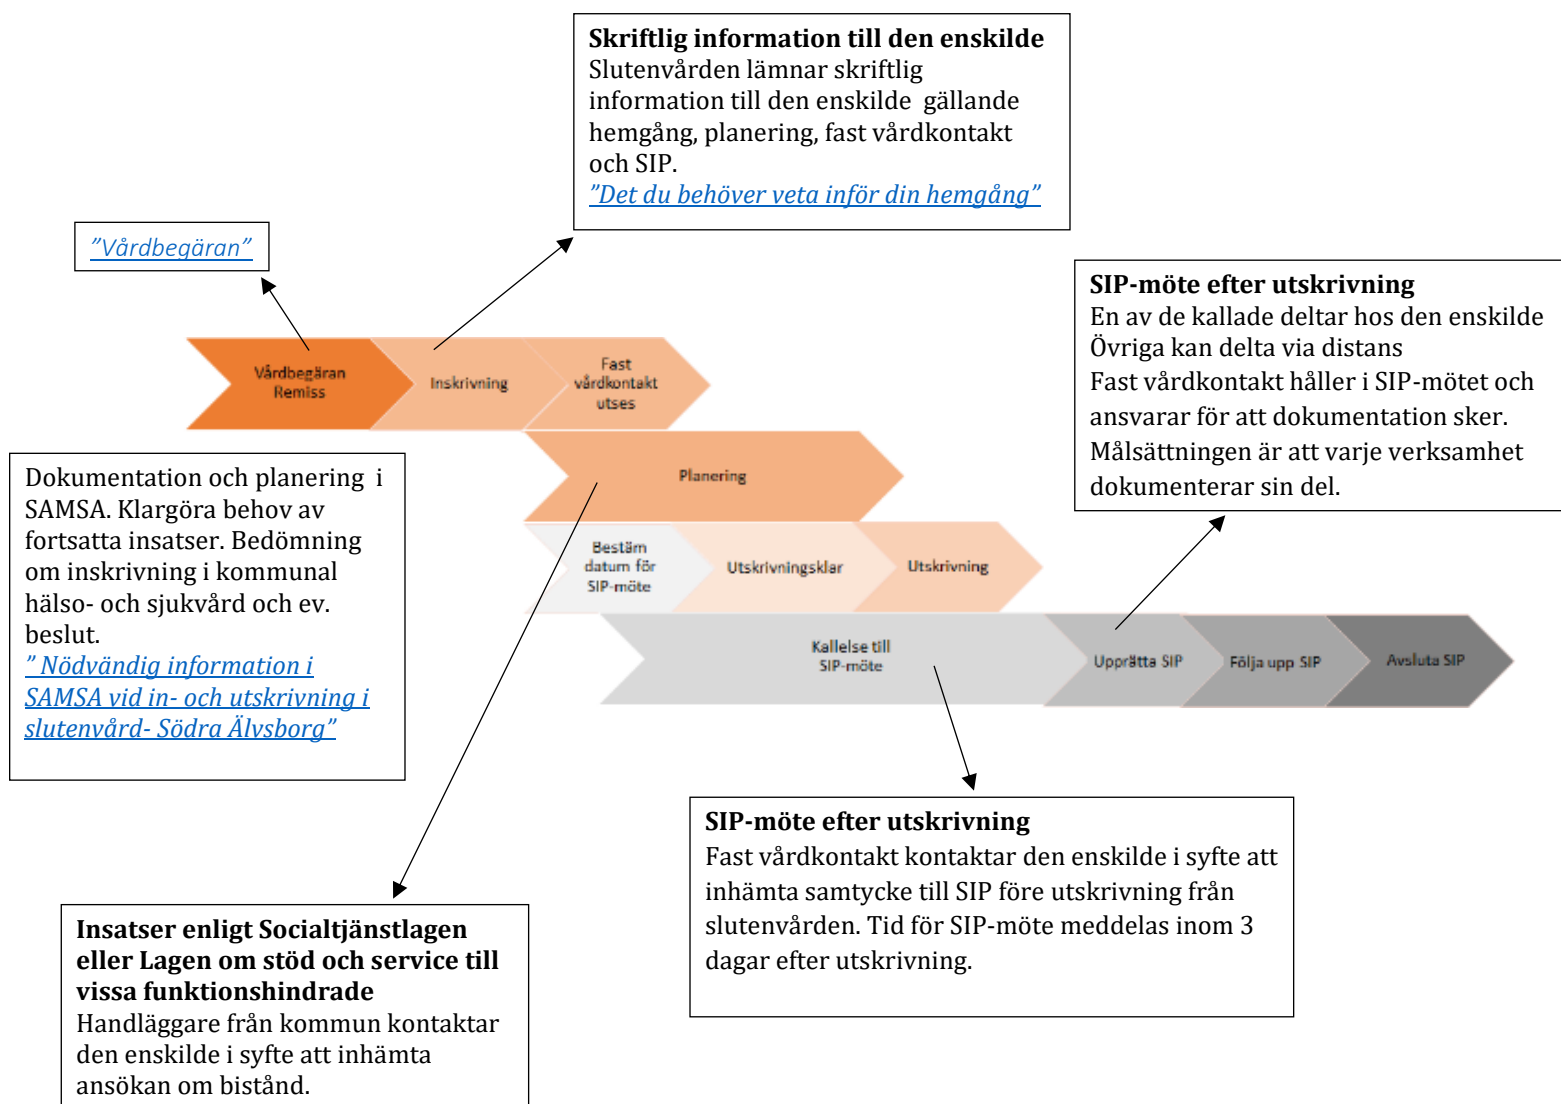 Skriftlig information till den enskilde
Slutenvården lämnar skriftlig
information till den enskilde  gällande
hemgång, planering, fast vårdkontakt
och SIP.
”Det du behöver veta inför din hemgång”
”Vårdbegäran”
SIP-möte efter utskrivning
En av de kallade deltar hos den enskilde
Övriga kan delta via distans
Fast vårdkontakt håller i SIP-mötet och
ansvarar för att dokumentation sker.
Målsättningen är att varje verksamhet
dokumenterar sin del.
Vårdbegäran
Remiss
Inskrivning
Fast
vårdkontakt
utses
Planering
Bestäm
datum för
SIP-möte
Utskrivningsklar
Utskrivning
Kallelse till
SIP-möte
Upprätta SIP
Följa upp SIP
Avsluta SIP
Dokumentation och planering  i
SAMSA. Klargöra behov av
fortsatta insatser. Bedömning
om inskrivning i kommunal
hälso- och sjukvård och ev.
beslut.
” Nödvändig information i
SAMSA vid in- och utskrivning i
slutenvård- Södra Älvsborg”
SIP-möte efter utskrivning
Fast vårdkontakt kontaktar den enskilde i syfte att
inhämta samtycke till SIP före utskrivning från
slutenvården. Tid för SIP-möte meddelas inom 3
dagar efter utskrivning.
Insatser enligt Socialtjänstlagen
eller Lagen om stöd och service till
vissa funktionshindrade
Handläggare från kommun kontaktar
den enskilde i syfte att inhämta
ansökan om bistånd.